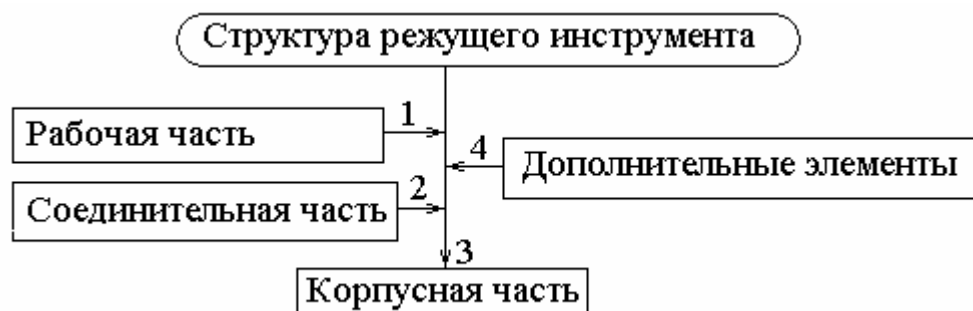 Структура режущего инструмента
1
Рабочая часть
4
Дополнительные элементы
2
Соединительная часть
3
Корпусная часть